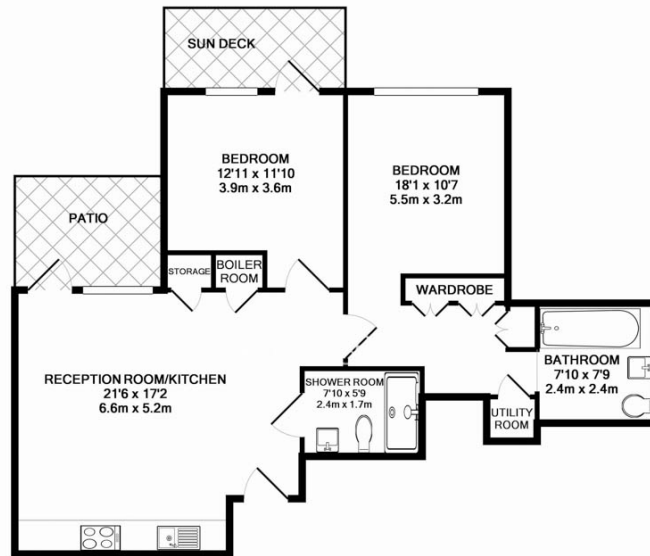 SUN DECK
BEDROOM
12'11 x 11'10
3.9m x 3.6m
BEDROOM
18'1 x 10'7
5.5m x 3.2m
PATIO
STORAGE
BOILER
ROOM
WARDROBE
RECEPTION ROOM/KITCHEN
21'6 x 17'2
6.6m x 5.2m
SHOWER ROOM
7'10 x 5'9
2.4m x 1.7m
BATHROOM
7'10 x 7'9
2.4m x 2.4m
UTILITY
ROOM